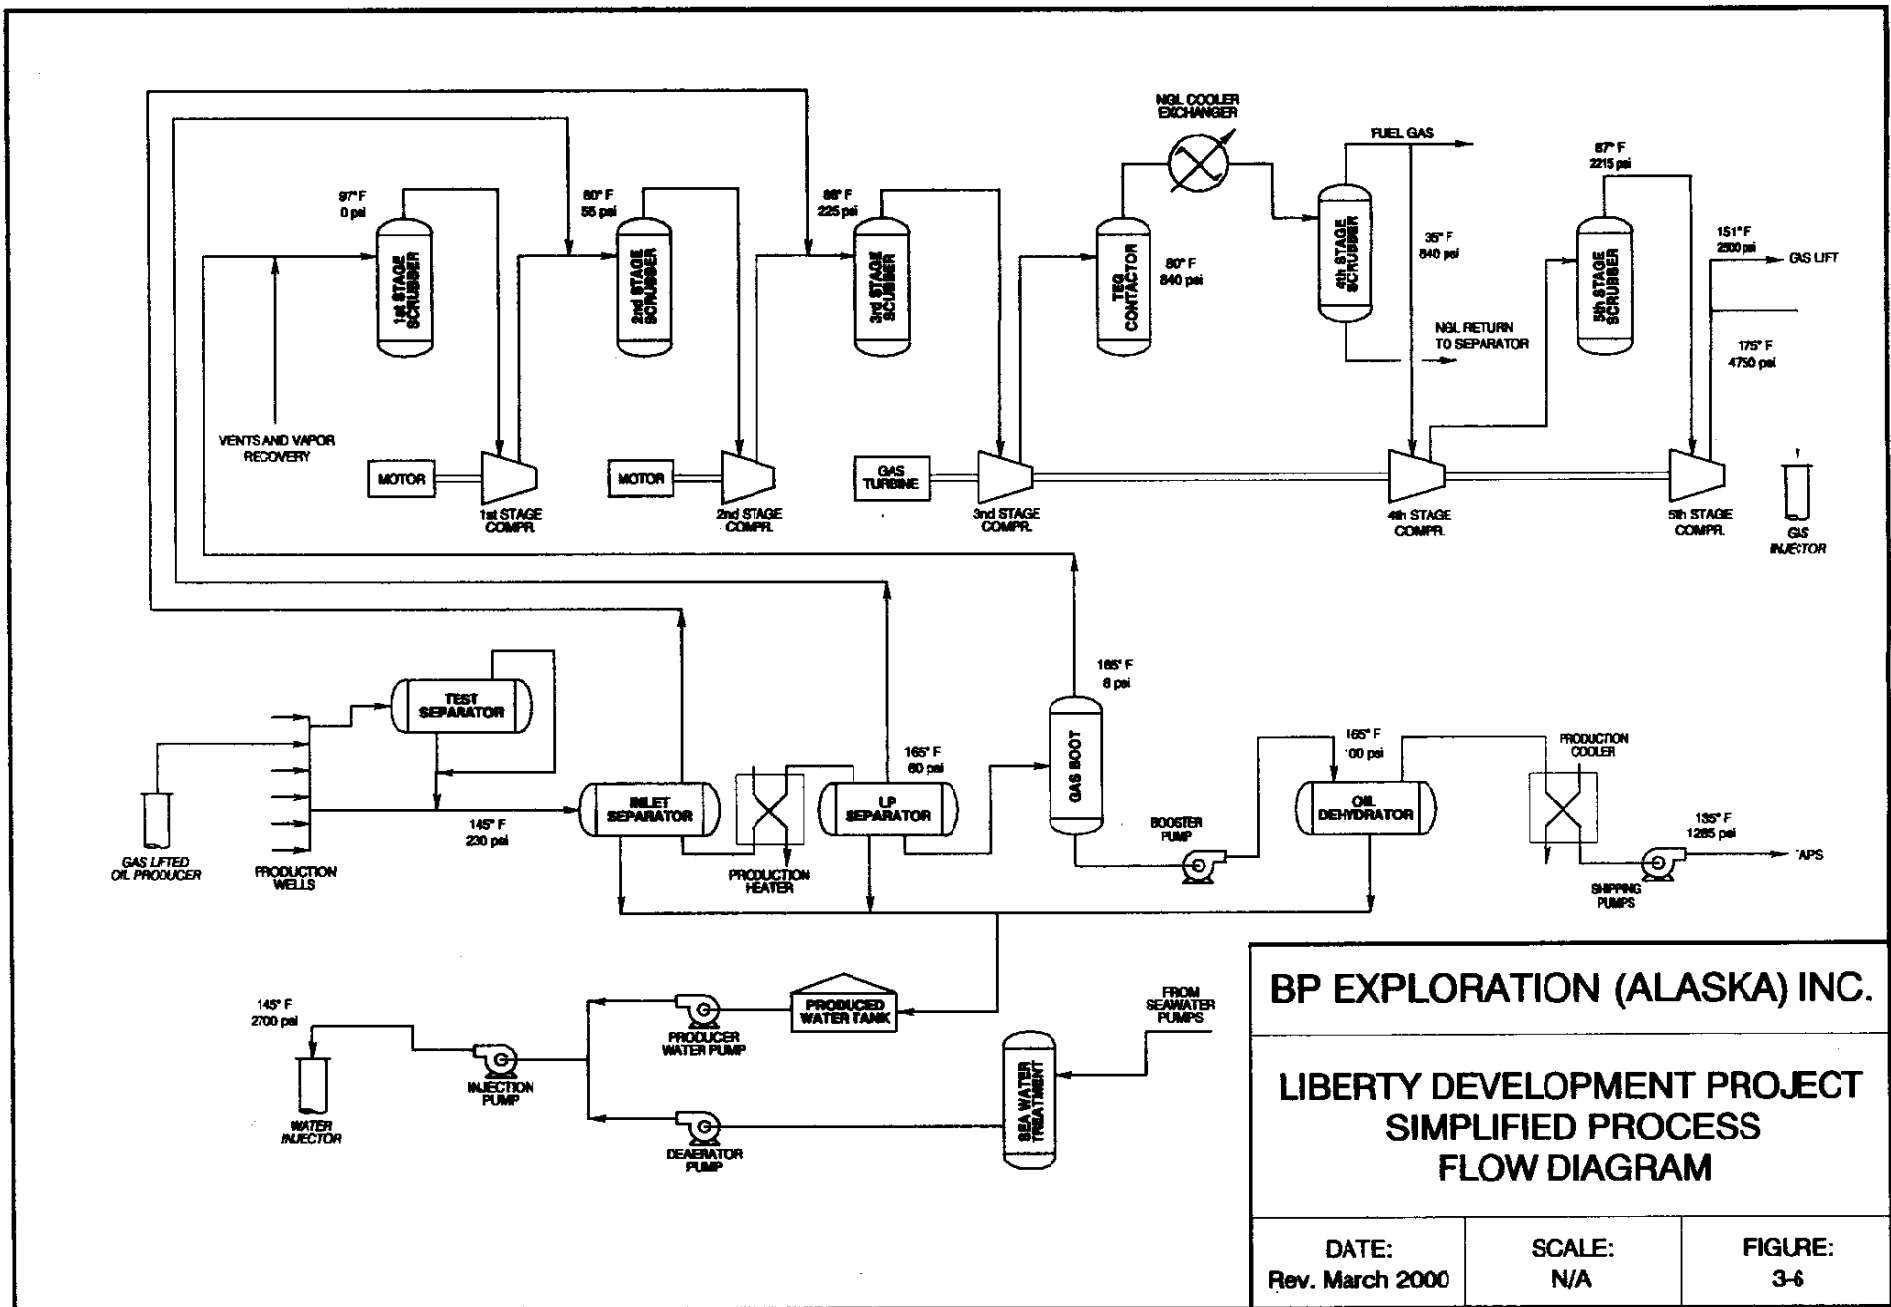 NGL COOLER
EXCHANGER
FUEL GAS
87° F
2215 psi
97° F
0 psi
80° F
55 psi
88° F
225 psi
1st STAGE
SCRUBBER
2nd STAGE
SCRUBBER
3rd STAGE
SCUBBER
TEG
CONTACTOR
80° F
840 psi
4th STAGE
SCRUBBER
35° F
840 psi
5th STAGE
SCRUBBER
151° F
2500 psi
GAS LIFT
NGL RETURN
TO SEPARATOR
175° F
4750 psi
VENTS AND VAPOR
RECOVERY
MOTOR
MOTOR
GAS
TURBINE
1st STAGE
COMPR.
2nd STAGE
COMPR.
3nd STAGE
COMPR.
4th STAGE
COMPR.
5th STAGE
COMPR.
GAS
INJECTOR
165° F
8 psi
TEST
SEPARATOR
GAS BOOT
165° F
60 psi
165° F
00 psi
PRODUCTION
COOLER
INLET
SEPARATOR
LP
SEPARATOR
OIL
DEHYDRATOR
145° F
230 psi
BOOSTER
PUMP
135° F
1285 psi
APS
GAS LIFTED
OIL PRODUCER
PRODUCTION
WELLS
PRODUCTION
HEATER
SHIPPING
PUMPS
145° F
2700 psi
PRODUCED
WATER TANK
FROM
SEAWATER
PUMPS
PRODUCER
WATER PUMP
INJECTION
PUMP
SEA WATER
TREATMENT
WATER
INJECTOR
DEAERATOR
PUMP
BP EXPLORATION (ALASKA) INC.
LIBERTY DEVELOPMENT PROJECT
SIMPLIFIED PROCESS
FLOW DIAGRAM
DATE:
Rev. March 2000
SCALE:
N/A
FIGURE:
3-6